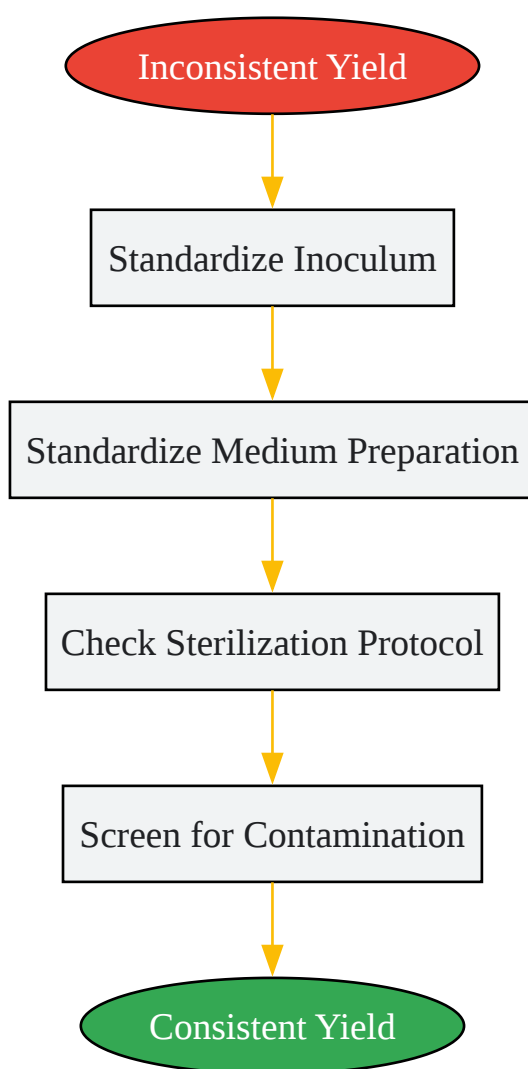 Inconsistent Yield
Standardize Inoculum
Standardize Medium Preparation
Check Sterilization Protocol
Screen for Contamination
Consistent Yield